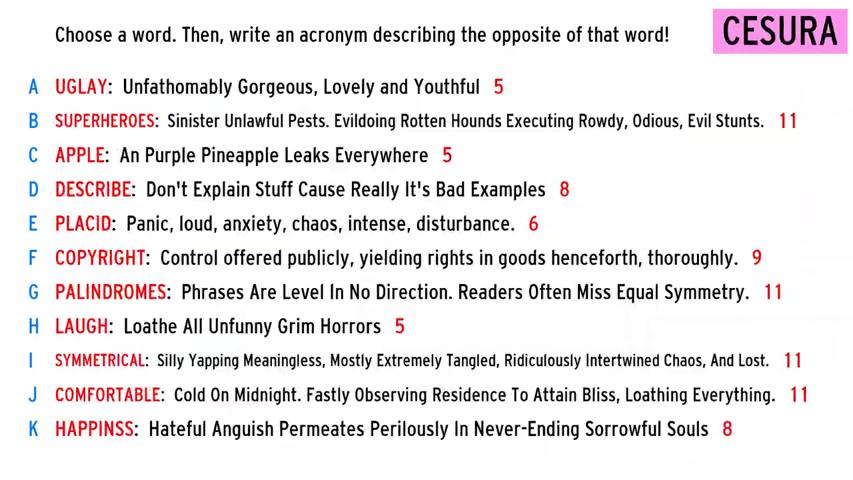 Choose a word. Then, write an acronym describing the opposite of that word!
CESURA
A UGLAY: Unfathomably Gorgeous, Lovely and Youthful 5
B SUPERHEROES: Sinister Unlawful Pests. Evildoing Rotten Hounds Executing Rowdy, Odious, Evil Stunts. 11
C APPLE: An Purple Pineapple Leaks Everywhere 5
D DESCRIBE: Don't Explain Stuff Cause Really It's Bad Examples 8
E PLACID: Panic, loud, anxiety, chaos, intense, disturbance. 6
F COPYRIGHT: Control offered publicly, yielding rights in goods henceforth, thoroughly. 9
G PALINDROMES: Phrases Are Level In No Direction. Readers Often Miss Equal Symmetry. 11
H LAUGH: Loathe All Unfunny Grim Horrors 5
I SYMMETRICAL: Silly Yapping Meaningless, Mostly Extremely Tangled, Ridiculously Intertwined Chaos, And Lost. 11
J COMFORTABLE: Cold On Midnight. Fastly Observing Residence To Attain Bliss, Loathing Everything. 11
K HAPPINSS: Hateful Anguish Permeates Perilously In Never-Ending Sorrowful Souls 8